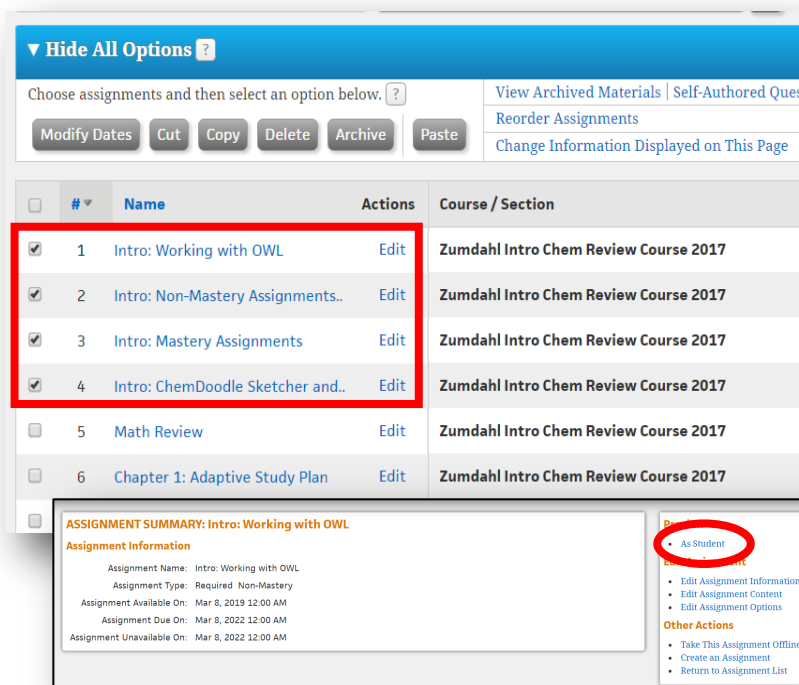 ▼ Hide All Options ?
Choose assignments and then select an option below. ?
View Archived Materials | Self-Authored
Modify Dates Cut Copy Delete Archive Paste
Reorder Assignments
Change Information Displayed on This Page
# Name Actions Course / Section
1 Intro: Working with OWL Edit Zumdahl Intro Chem Review Course 2017
2 Intro: Non-Mastery Assignments.. Edit Zumdahl Intro Chem Review Course 2017
3 Intro: Mastery Assignments Edit Zumdahl Intro Chem Review Course 2017
4 Intro: ChemDoodle Sketcher and.. Edit Zumdahl Intro Chem Review Course 2017
5 Math Review Edit Zumdahl Intro Chem Review Course 2017
6 Chapter 1: Adaptive Study Plan Edit Zumdahl Intro Chem Review Course 2017
ASSIGNMENT SUMMARY: Intro: Working with OWL
Assignment Information
Assignment Name: Intro: Working with OWL
Assignment Type: Required Non-Mastery
Assignment Available On: Mar 8, 2019 12:00 AM
Assignment Due On: Mar 8, 2022 12:00 AM
Assignment Unavailable On: Mar 8, 2022 12:00 AM
• As Student
• Edit Assignment Information
• Edit Assignment Content
• Edit Assignment Options
Other Actions
• Take This Assignment Offline
• Create an Assignment
• Return to Assignment List